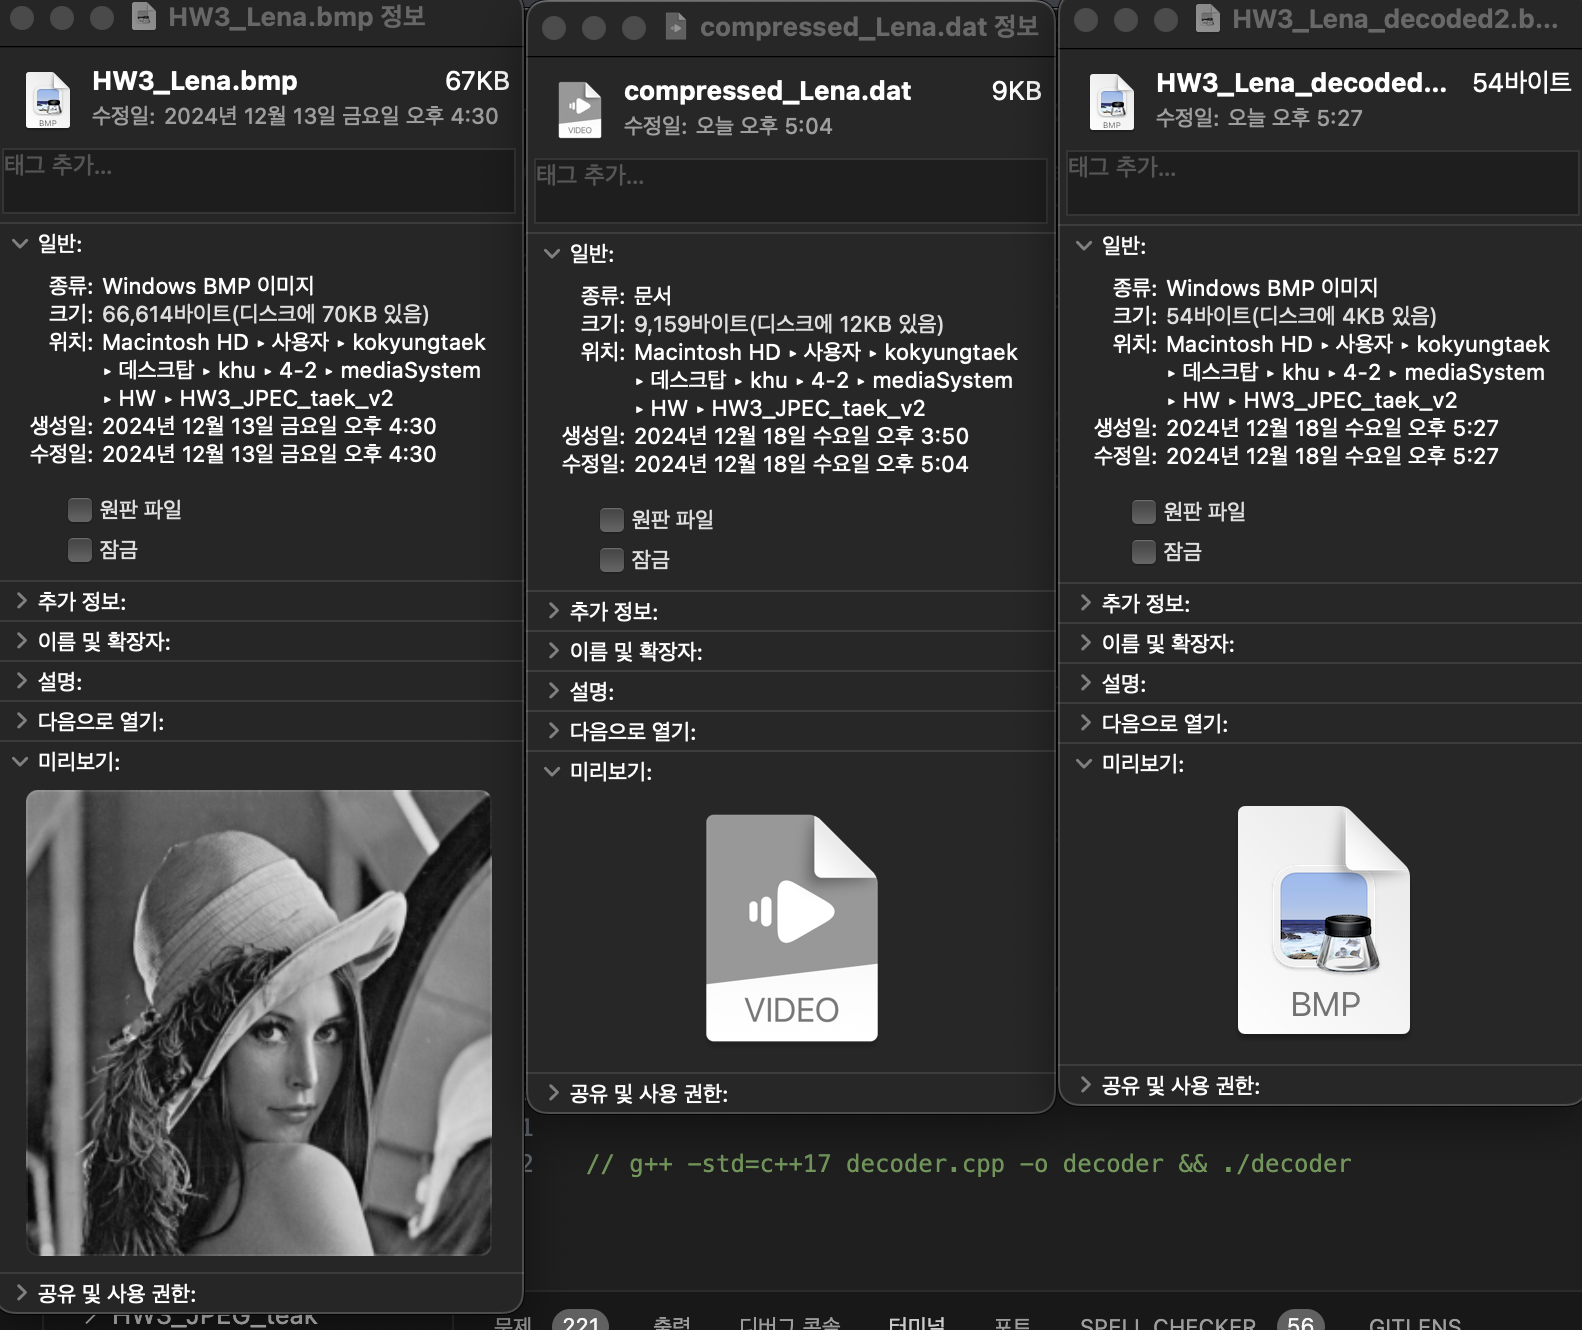 HW3_Lena.bmp 정보
HW3_Lena.bmp 67KB
수정일: 2024년 12월 13일 금요일 오후 4:30
BMP
태그 추가...
일반:
종류: Windows BMP 이미지
크기: 66,614바이트(디스크에 70KB 있음)
위치: Macintosh HD ▸ 사용자 ▸ kokyungtaek
▸ 데스크탑 ▸ khu ▸ 4-2 ▸ mediaSystem
▸ HW ▸ HW3_JPEC_taek_v2
생성일: 2024년 12월 13일 금요일 오후 4:30
수정일: 2024년 12월 13일 금요일 오후 4:30
원판 파일
잠금
추가 정보:
이름 및 확장자:
설명:
다음으로 열기:
미리보기:
공유 및 사용 권한:
compressed_Lena.dat 정보
compressed_Lena.dat 9KB
수정일: 오늘 오후 5:04
VIDEO
태그 추가...
일반:
종류: 문서
크기: 9,159바이트(디스크에 12KB 있음)
위치: Macintosh HD ▸ 사용자 ▸ kokyungtaek
▸ 데스크탑 ▸ khu ▸ 4-2 ▸ mediaSystem
▸ HW ▸ HW3_JPEC_taek_v2
생성일: 2024년 12월 18일 수요일 오후 3:50
수정일: 2024년 12월 18일 수요일 오후 5:04
원판 파일
잠금
추가 정보:
이름 및 확장자:
설명:
다음으로 열기:
미리보기:
VIDEO
공유 및 사용 권한:
HW3_Lena_decoded2.b...
HW3_Lena_decoded... 54바이트
수정일: 오늘 오후 5:27
BMP
태그 추가...
일반:
종류: Windows BMP 이미지
크기: 54바이트(디스크에 4KB 있음)
위치: Macintosh HD ▸ 사용자 ▸ kokyungtaek
▸ 데스크탑 ▸ khu ▸ 4-2 ▸ mediaSystem
▸ HW ▸ HW3_JPEC_taek_v2
생성일: 2024년 12월 18일 수요일 오후 5:27
수정일: 2024년 12월 18일 수요일 오후 5:27
원판 파일
잠금
추가 정보:
이름 및 확장자:
설명:
다음으로 열기:
미리보기:
BMP
공유 및 사용 권한:
1
2 // g++ -std=c++17 decoder.cpp -o decoder && ./decoder
HW3_JPEG_teak
문제 221 출력 디버그 콘솔 터미널 포트 SPELL CHECKER 56 GITLENS